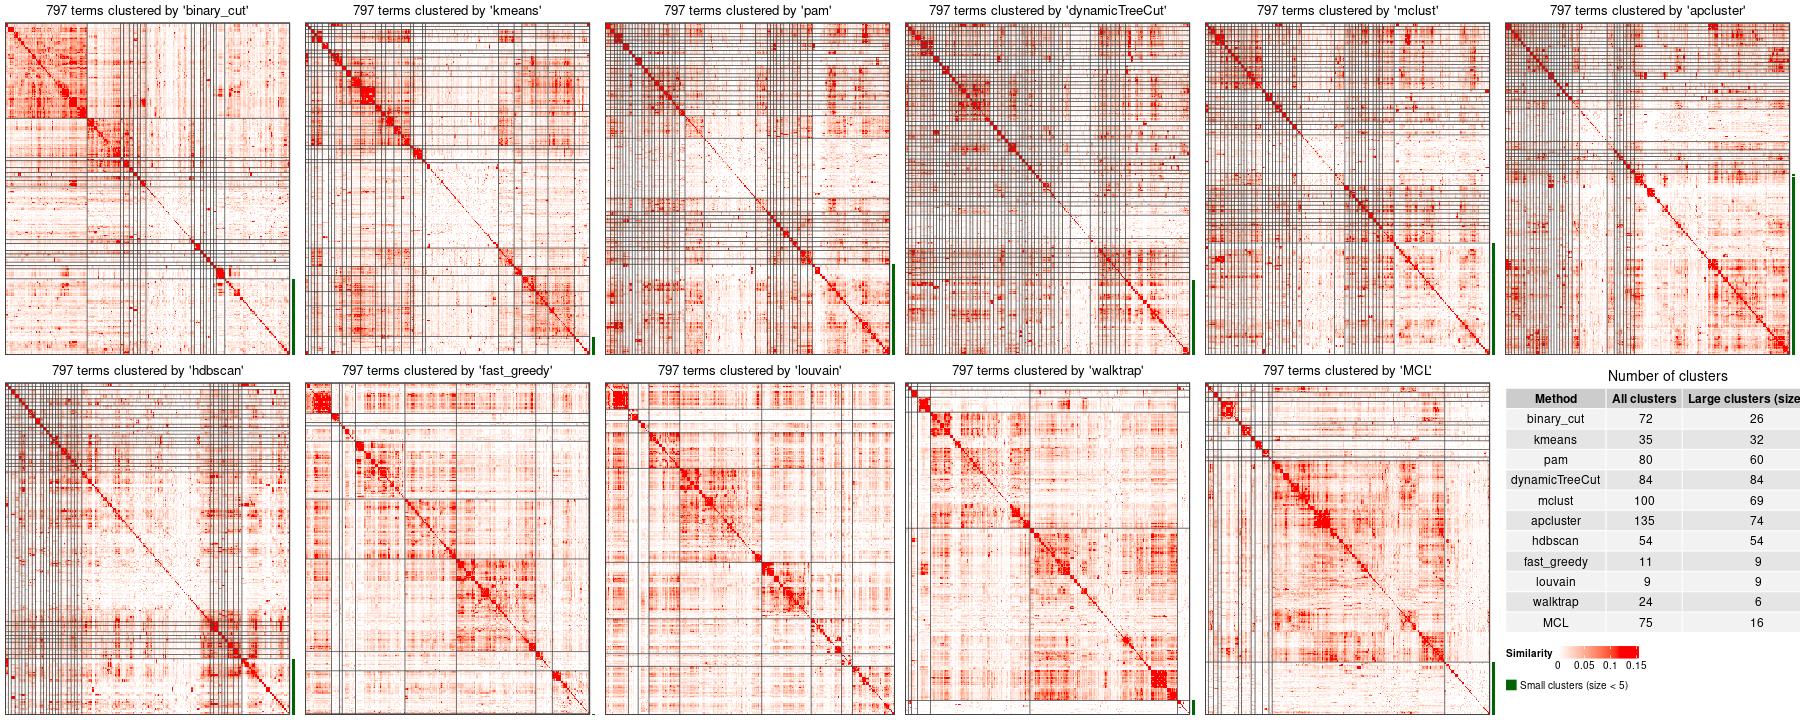 797 terms clustered by 'binary_cut'
797 terms clustered by 'kmeans'
797 terms clustered by 'pam'
797 terms clustered by 'dynamicTreeCut'
797 terms clustered by 'mclust'
797 terms clustered by 'apcluster'
797 terms clustered by 'hdbscan'
797 terms clustered by 'fast_greedy'
797 terms clustered by 'louvain'
797 terms clustered by 'walktrap'
797 terms clustered by 'MCL'
Number of clusters
Method All clusters Large clusters (size
binary_cut 72 26
kmeans 35 32
pam 80 60
dynamicTreeCut 84 84
mclust 100 69
apcluster 135 74
hdbscan 54 54
fast_greedy 11 9
louvain 9 9
walktrap 24 6
MCL 75 16
Similarity
0 0.05 0.1 0.15
Small clusters (size < 5)